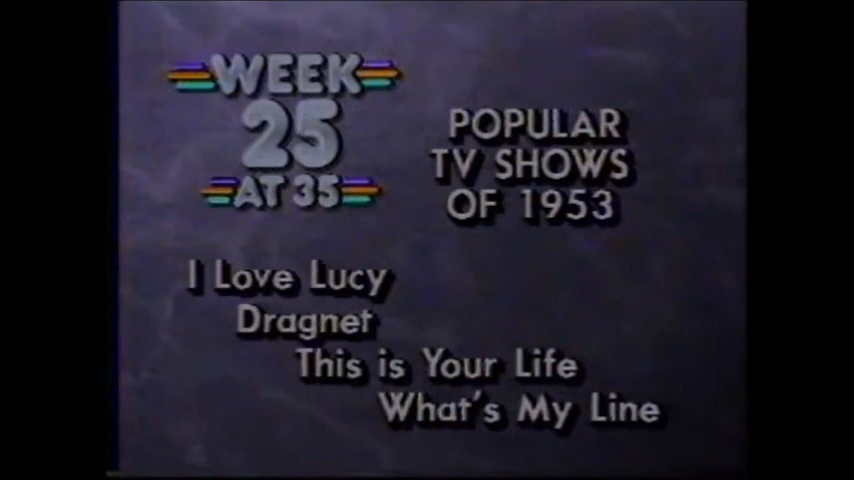 WEEK
25
AT 35
POPULAR
TV SHOWS
OF 1953
I Love Lucy
Dragnet
This is Your Life
What's My Line